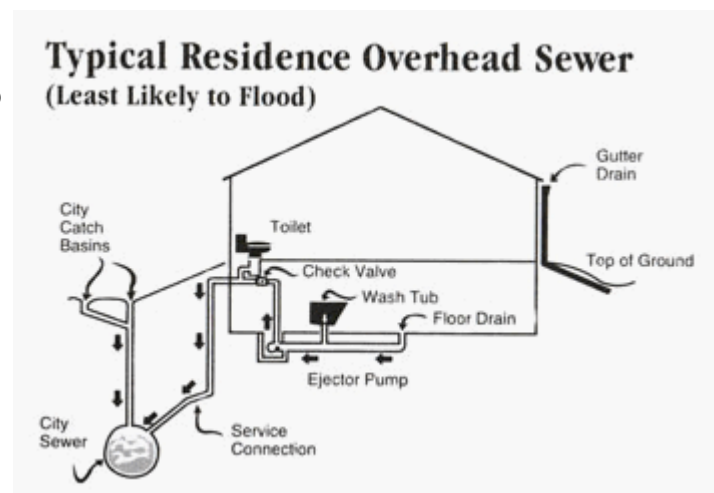 Typical Residence Overhead Sewer
(Least Likely to Flood)
Gutter
Drain
City
Catch
Basins
Toilet
Top of Ground
Check Valve
Wash Tub
Floor Drain
Ejector Pump
City
Sewer
Service
Connection